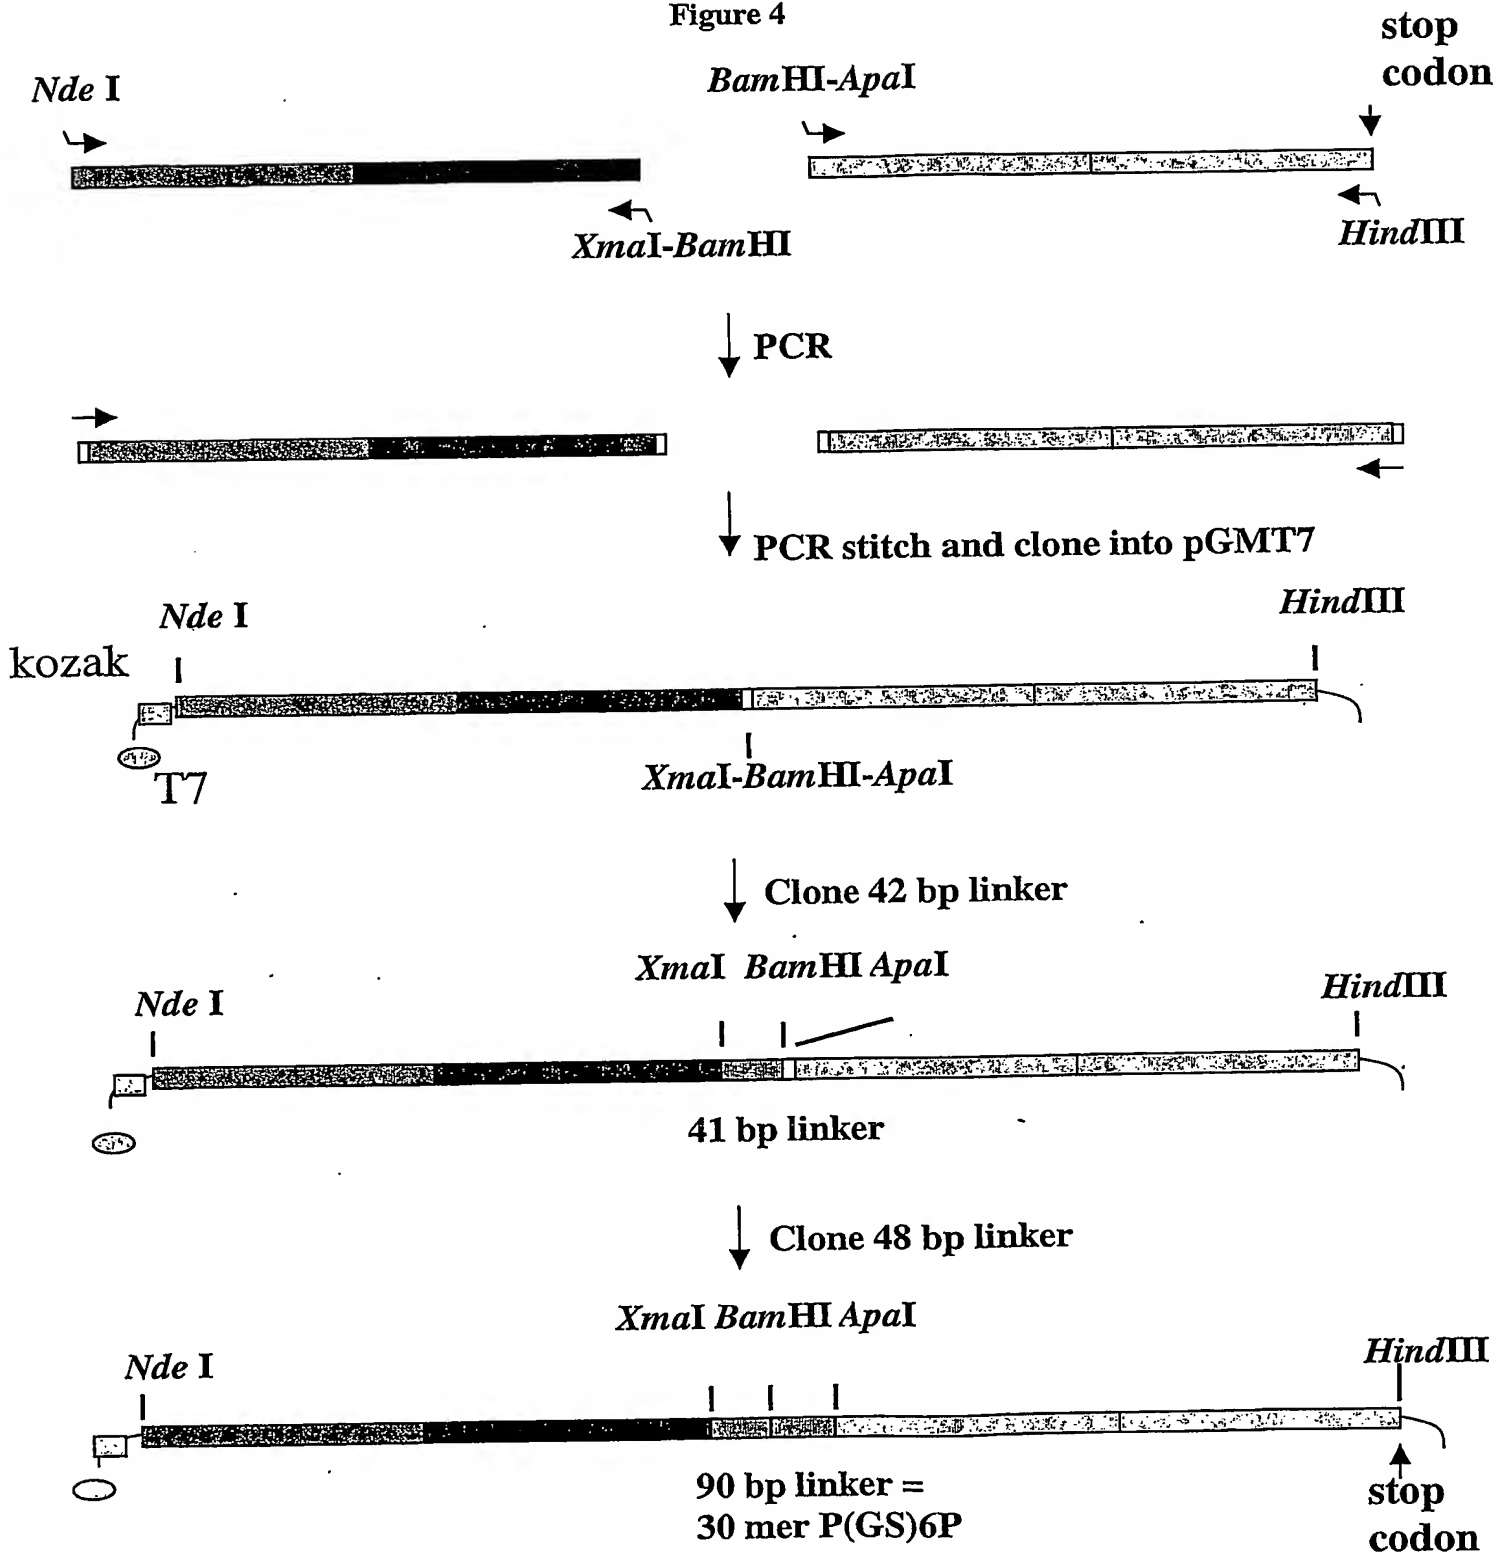 Figure 4
stop
codon
Nde I
BamHI-ApaI
XmaI-BamHI
HindIII
PCR
PCR stitch and clone into pGMT7
Nde I
HindIII
kozak
T7
XmaI-BamHI-ApaI
Clone 42 bp linker
XmaI BamHI ApaI
Nde I
HindIII
41 bp linker
Clone 48 bp linker
XmaI BamHI ApaI
Nde I
HindIII
90 bp linker =
30 mer P(GS)6P
stop
codon